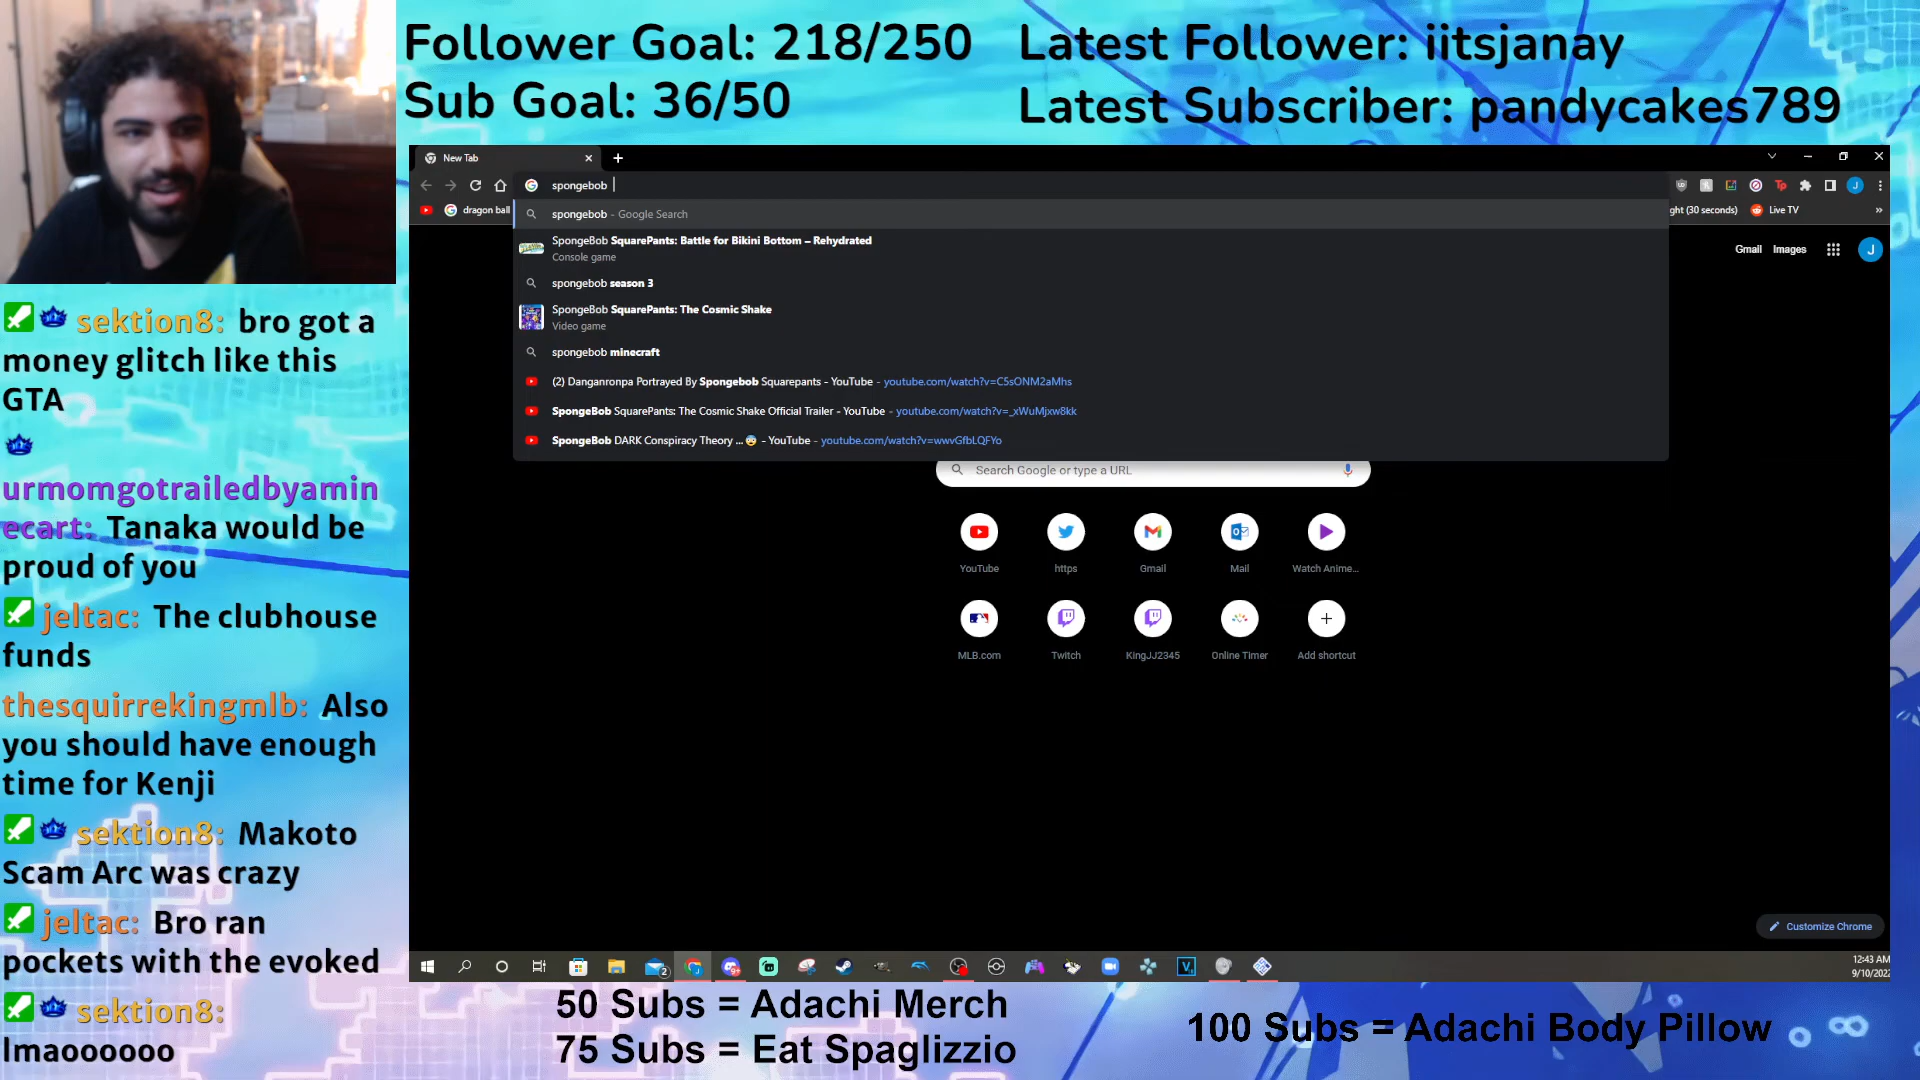 Follower Goal: 218/250
Sub Goal: 36/50
Latest Follower: iitsjanay
Latest Subscriber: pandycakes789
New Tab
spongebob
dragon ball
ght (30 seconds)
Live TV
spongebob - Google Search
SpongeBob SquarePants: Battle for Bikini Bottom – Rehydrated
Console game
spongebob season 3
SpongeBob SquarePants: The Cosmic Shake
Video game
spongebob minecraft
(2) Danganronpa Portrayed By Spongebob Squarepants - YouTube - youtube.com/watch?v=C5sONM2aMhs
SpongeBob SquarePants: The Cosmic Shake Official Trailer - YouTube - youtube.com/watch?v=_xWuMjxw8kk
SpongeBob DARK Conspiracy Theory ...😨 - YouTube - youtube.com/watch?v=wwvGfbLQFYo
Gmail
Images
J
J
Search Google or type a URL
YouTube
https
Gmail
Mail
Watch Anime...
MLB.com
Twitch
KingJJ2345
Online Timer
Add shortcut
Customize Chrome
12:43 AM
9/10/202
sektion8: bro got a
money glitch like this
GTA
urmomgotrailedbyamin
ecart: Tanaka would be
proud of you
jeltac: The clubhouse
funds
thesquirrekingmlb: Also
you should have enough
time for Kenji
sektion8: Makoto
Scam Arc was crazy
jeltac: Bro ran
pockets with the evoked
sektion8:
lmaoooooo
50 Subs = Adachi Merch
75 Subs = Eat Spaglizzio
100 Subs = Adachi Body Pillow